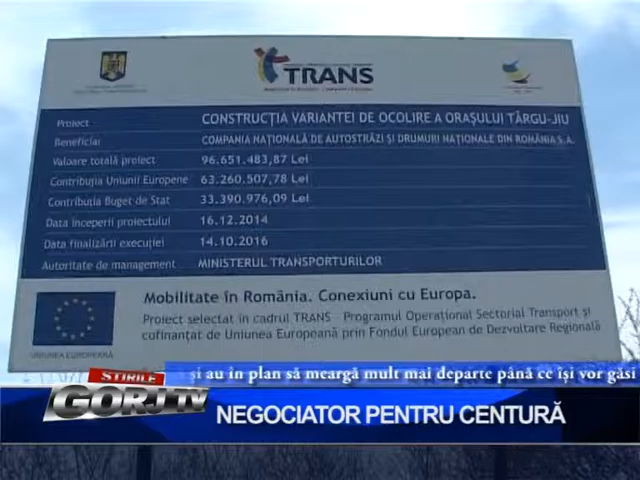 TRANS
Proiect CONSTRUCȚIA VARIANTEI DE OCOLIRE A ORAȘULUI TÂRGU-JIU
Beneficiar COMPANIA NAȚIONALĂ DE AUTOSTRĂZI ȘI DRUMURI NAȚIONALE DIN ROMÂNIA S.A.
Valoare totală proiect 96.651.483,87 Lei
Contribuția Uniunii Europene 63.260.507,78 Lei
Contribuția Buget de Stat 33.390.976,09 Lei
Data începerii proiectului 16.12.2014
Data finalizării execuției 14.10.2016
Autoritate de management MINISTERUL TRANSPORTURILOR
Mobilitate în România. Conexiuni cu Europa.
Proiect selectat în cadrul TRANS - Programul Operațional Sectorial Transport și
cofinanțat de Uniunea Europeană prin Fondul European de Dezvoltare Regională
UNIUNEA EUROPEANĂ
și au în plan să meargă mult mai departe până ce își vor găsi
ȘTIRILE
GORJ TV
NEGOCIATOR PENTRU CENTURĂ